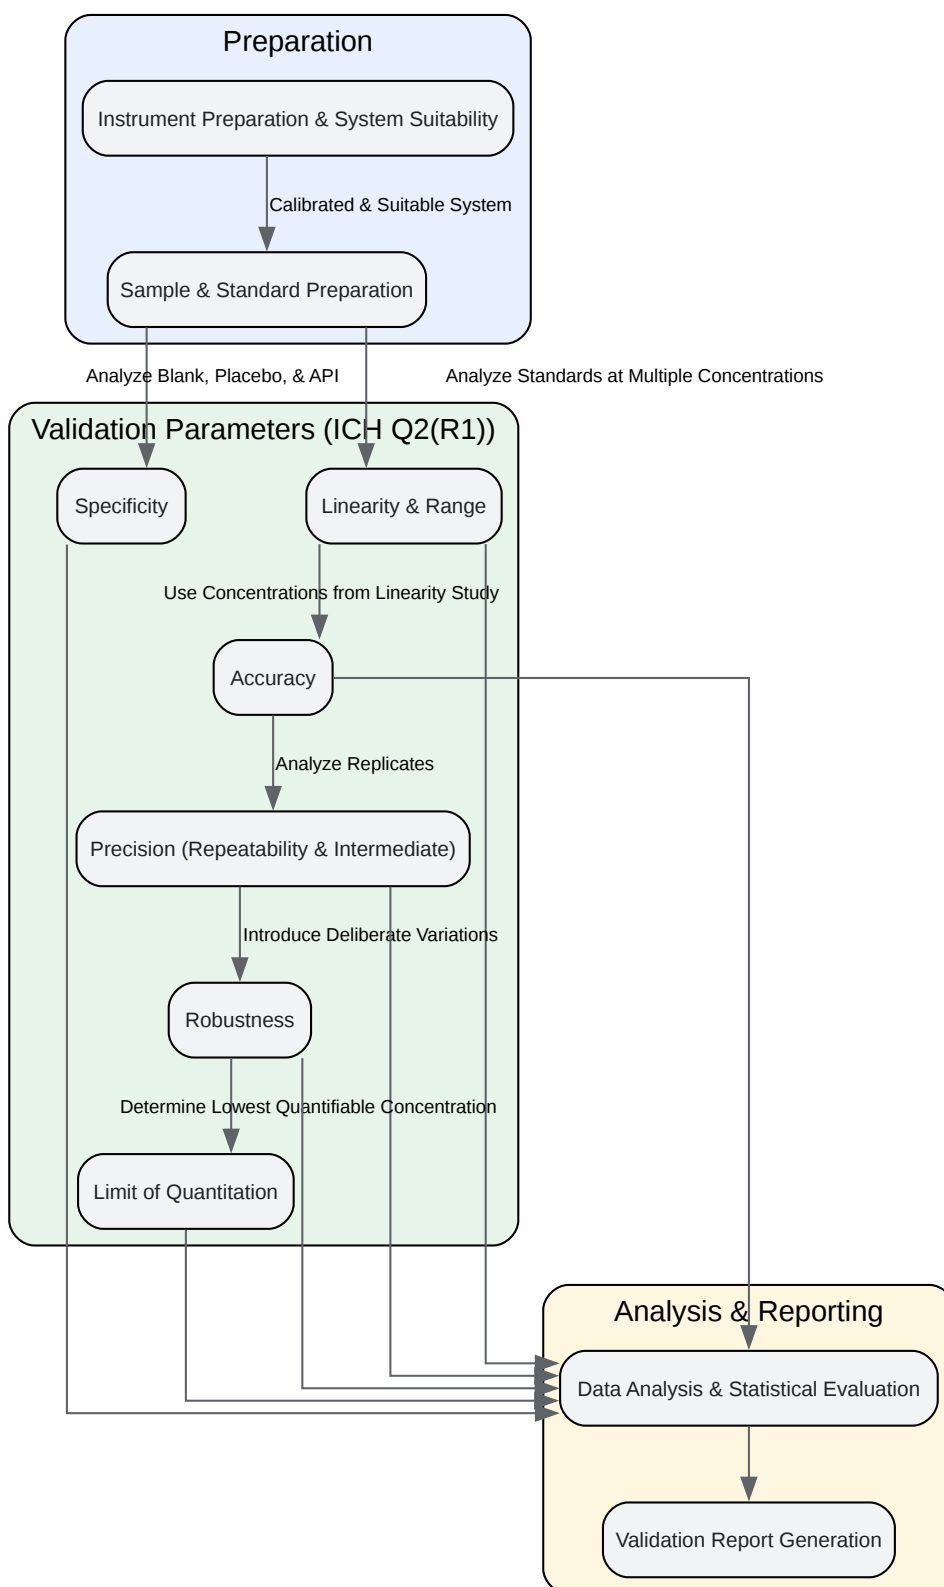 Preparation
Instrument Preparation & System Suitability
Calibrated & Suitable System
Sample & Standard Preparation
Analyze Blank, Placebo, & API
Analyze Standards at Multiple Concentrations
Validation Parameters (ICH Q2(R1))
Specificity
Linearity & Range
Use Concentrations from Linearity Study
Accuracy
Analyze Replicates
Precision (Repeatability & Intermediate)
Introduce Deliberate Variations
Robustness
Determine Lowest Quantifiable Concentration
Limit of Quantitation
Analysis & Reporting
Data Analysis & Statistical Evaluation
Validation Report Generation